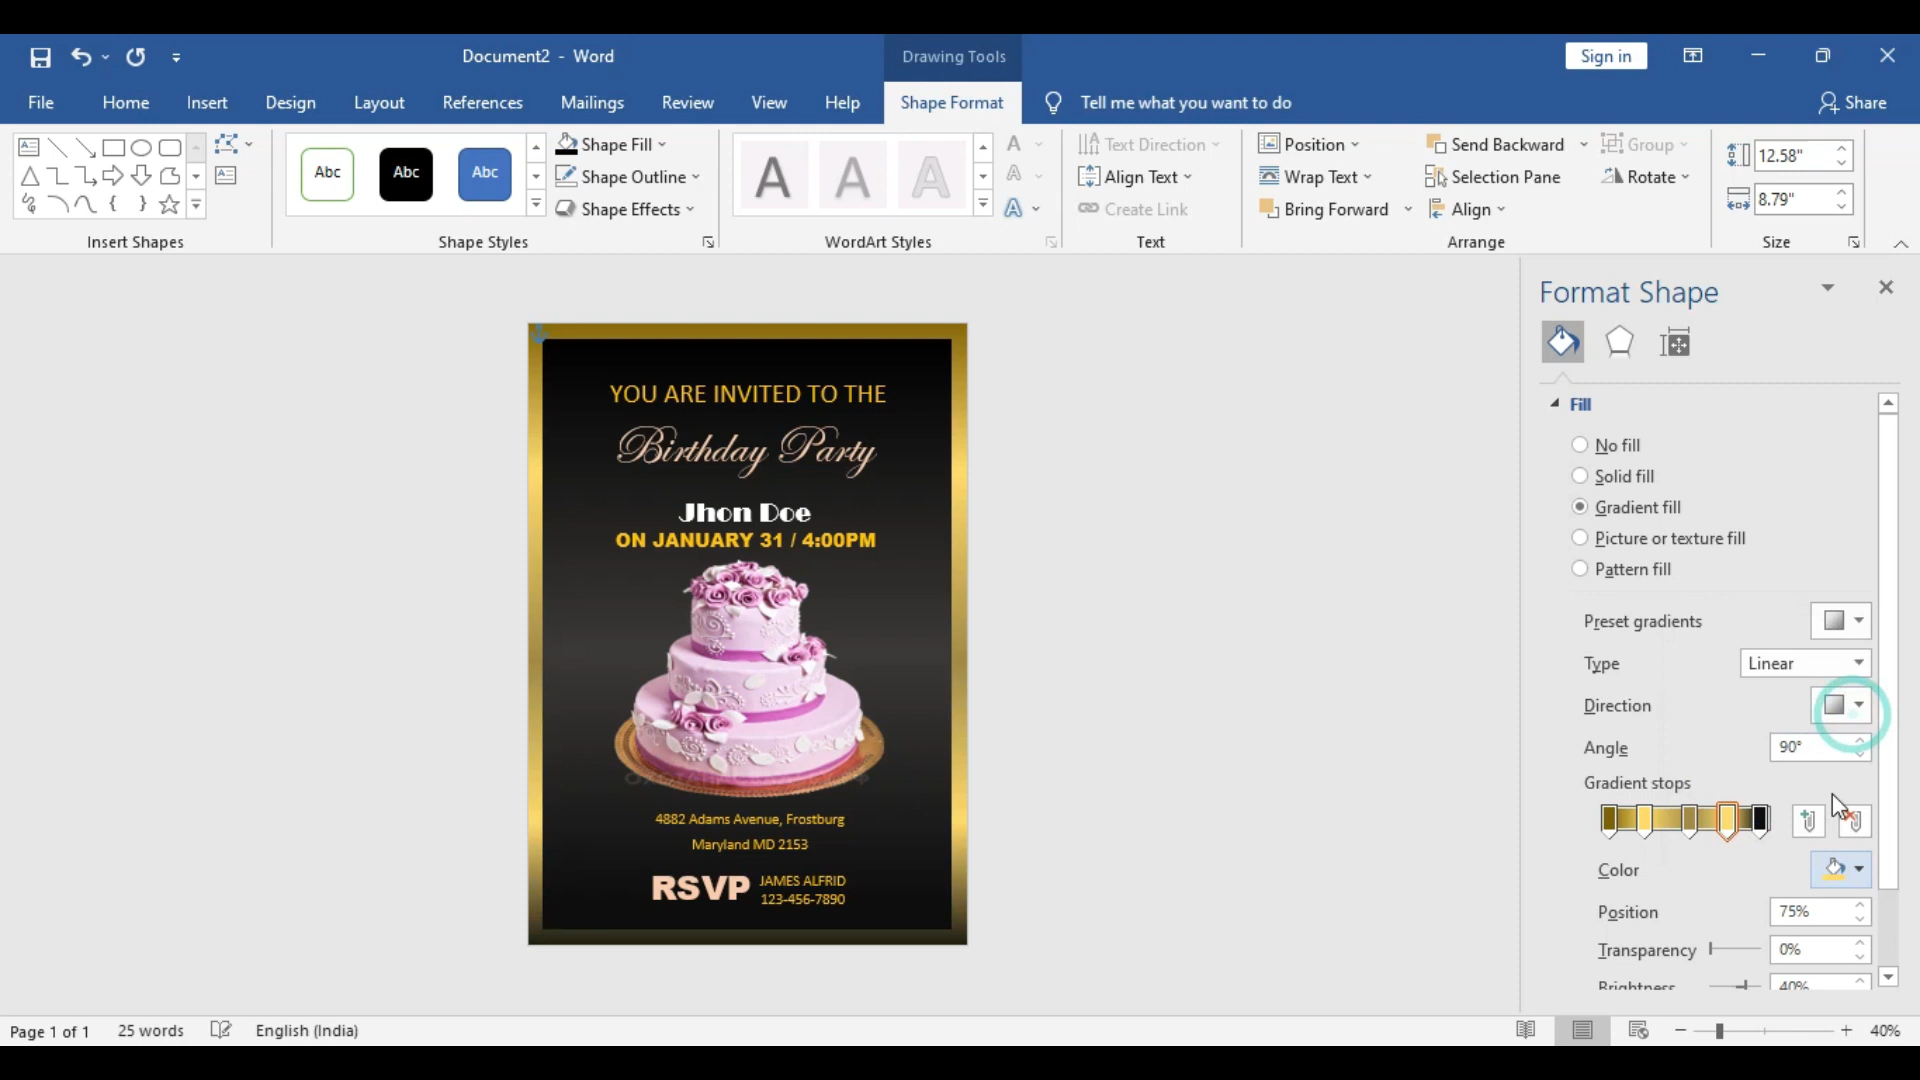 Document2 - Word
Drawing Tools
Sign in
File Home Insert Design Layout References Mailings Review View Help Shape Format Tell me what you want to do Share
Abc Abc Abc
Shape Fill
Shape Outline
Shape Effects
A A A
Text Direction
Align Text
Create Link
Position
Wrap Text
Bring Forward
Send Backward
Selection Pane
Align
Group
Rotate
12.58"
8.79"
Insert Shapes Shape Styles WordArt Styles Text Arrange Size
YOU ARE INVITED TO THE
Birthday Party
Jhon Doe
ON JANUARY 31 / 4:00PM
4882 Adams Avenue, Frostburg
Maryland MD 2153
RSVP
JAMES ALFRID
123-456-7890
Format Shape
Fill
No fill
Solid fill
Gradient fill
Picture or texture fill
Pattern fill
Preset gradients
Type Linear
Direction
Angle 90°
Gradient stops
Color
Position 75%
Transparency 0%
Brightness 40%
Page 1 of 1 25 words English (India) 40%